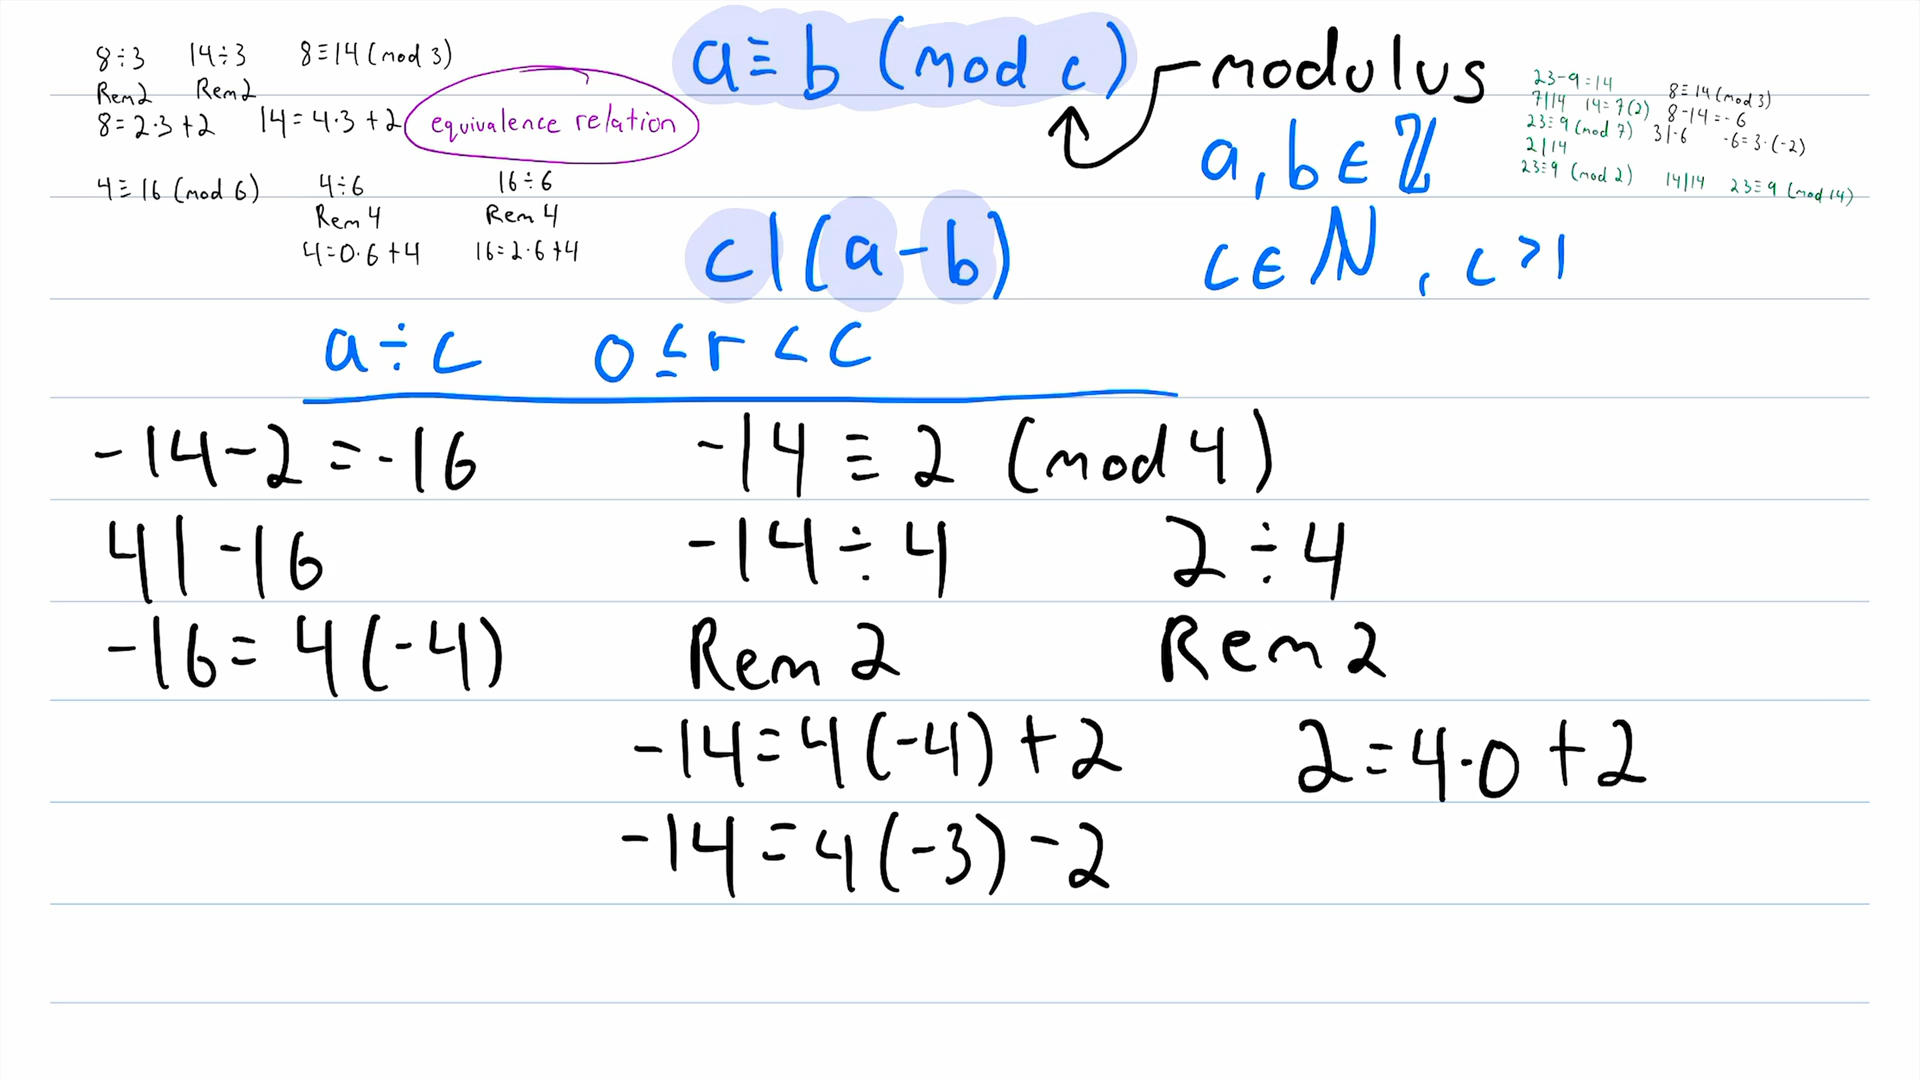 8÷3 14÷3 8≡14 (mod 3)
Rem 2 Rem 2
8=2·3+2 14=4·3+2
equivalence relation
4≡16 (mod 6) 4÷6 16÷6
Rem 4 Rem 4
4=0·6+4 16=2·6+4
a≡b (mod c)
modulus
a,b∈ℤ
c|(a-b)
c∈ℕ, c>1
23-9=14
7|14 14=7(2)
23≡9 (mod 7)
2|14
23≡9 (mod 2) 14|14 23≡9 (mod 14)
8≡14 (mod 3)
8-14=-6
3|-6 -6=3·(-2)
a÷c 0≤r<c
-14-2=-16 -14≡2 (mod 4)
4|-16 -14÷4 2÷4
-16=4(-4) Rem 2 Rem 2
-14=4(-4)+2 2=4·0+2
-14=4(-3)-2